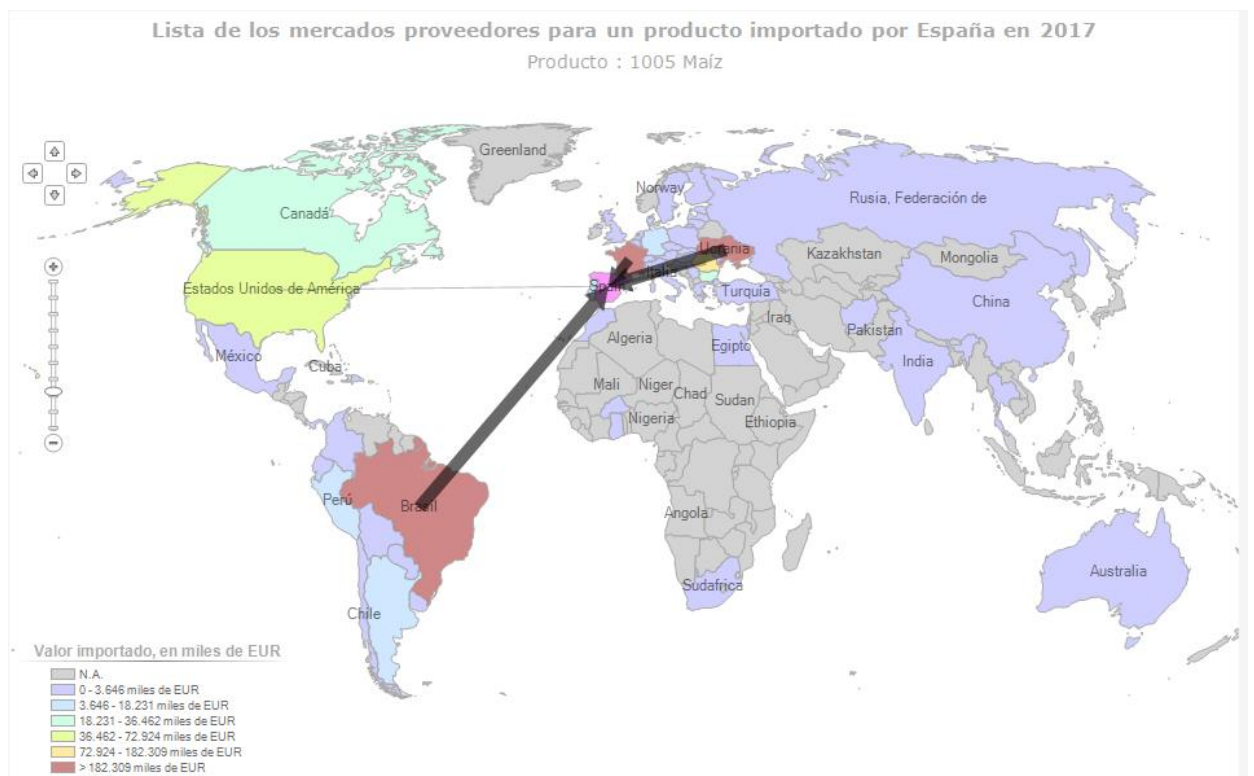 Lista de los mercados proveedores para un producto importado por España en 2017
Producto : 1005 Maíz
Greenland
Norway
Rusia, Federación de
Canadá
Ucrania
Kazakhstan
Mongolia
Italia
Estados Unidos de América
Spain
Turquía
China
Iraq
Pakistan
México
Cuba
Algeria
Egipto
India
Mali
Niger
Chad
Sudan
Nigeria
Ethiopia
Perú
Brasil
Angola
Australia
Sudafrica
Chile
Valor importado, en miles de EUR
N.A.
0 - 3.646 miles de EUR
3.646 - 18.231 miles de EUR
18.231 - 36.462 miles de EUR
36.462 - 72.924 miles de EUR
72.924 - 182.309 miles de EUR
> 182.309 miles de EUR